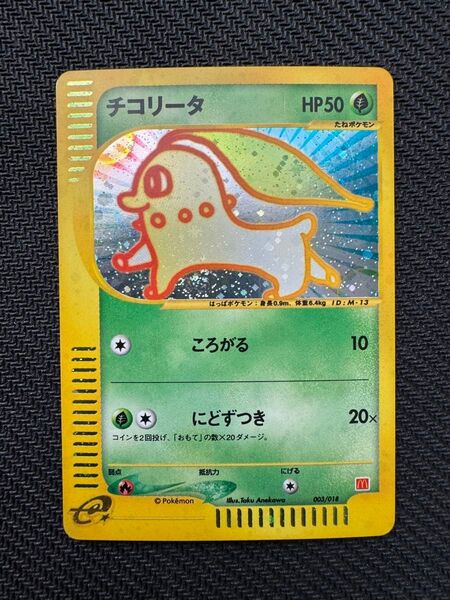 チコリータ
HP50
たねポケモン
はっぱポケモン：身長0.9m、体重6.4kg ID:M-13
ころがる 10
にどずつき 20×
コインを2回投げ、「おもて」の数×20ダメージ。
弱点 抵抗力 にげる
© Pokémon Illus.Taku Anekawa 003/018
e